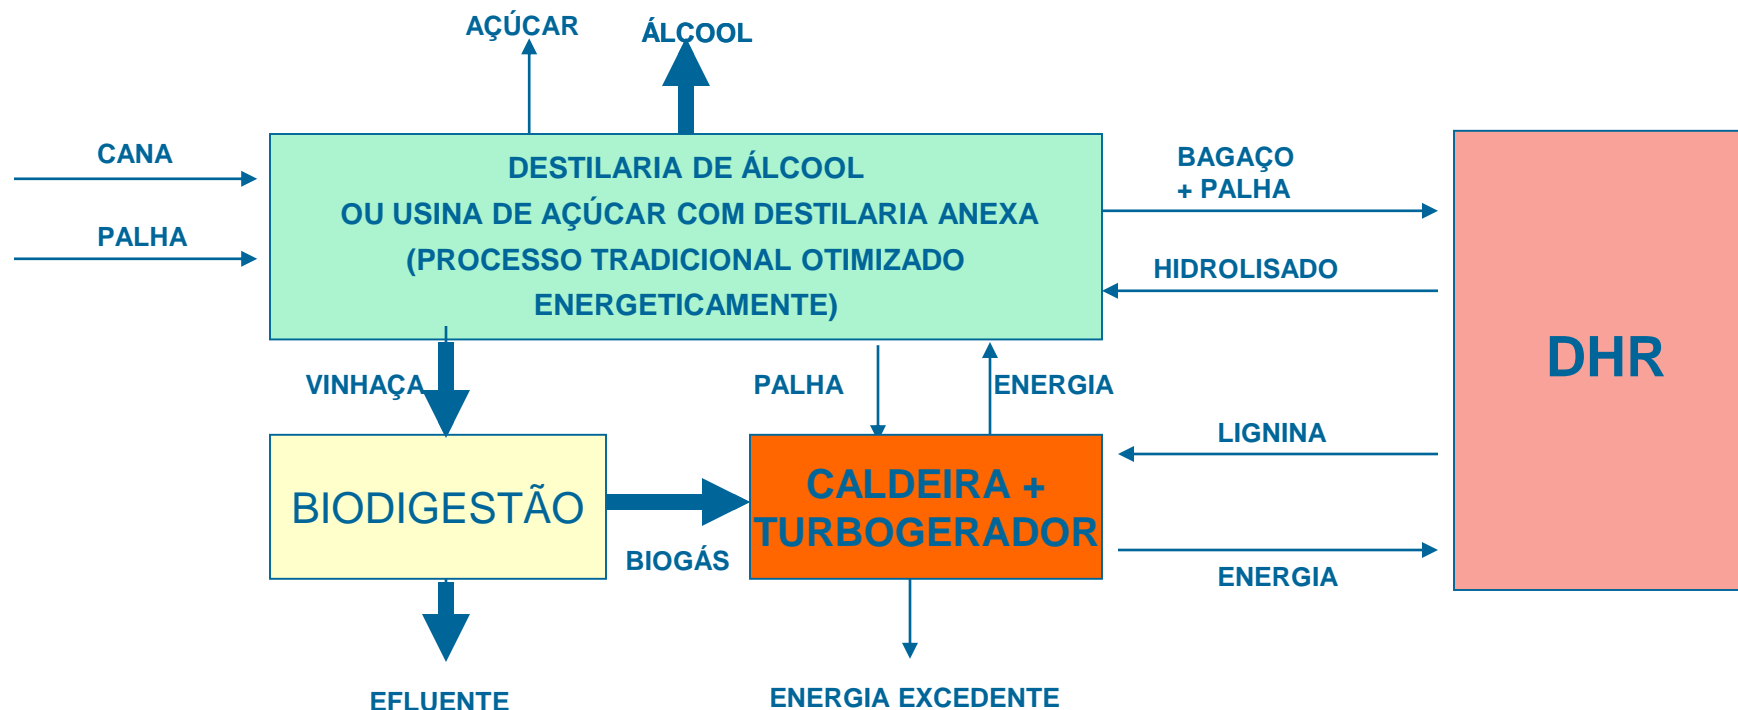 AÇÚCAR
ÁLCOOL
CANA
PALHA
DESTILARIA DE ÁLCOOL
OU USINA DE AÇÚCAR COM DESTILARIA ANEXA
(PROCESSO TRADICIONAL OTIMIZADO
ENERGETICAMENTE)
BAGAÇO
+ PALHA
HIDROLISADO
DHR
VINHAÇA
PALHA
ENERGIA
LIGNINA
BIODIGESTÃO
CALDEIRA +
TURBOGERADOR
BIOGÁS
ENERGIA
EFLUENTE
ENERGIA EXCEDENTE